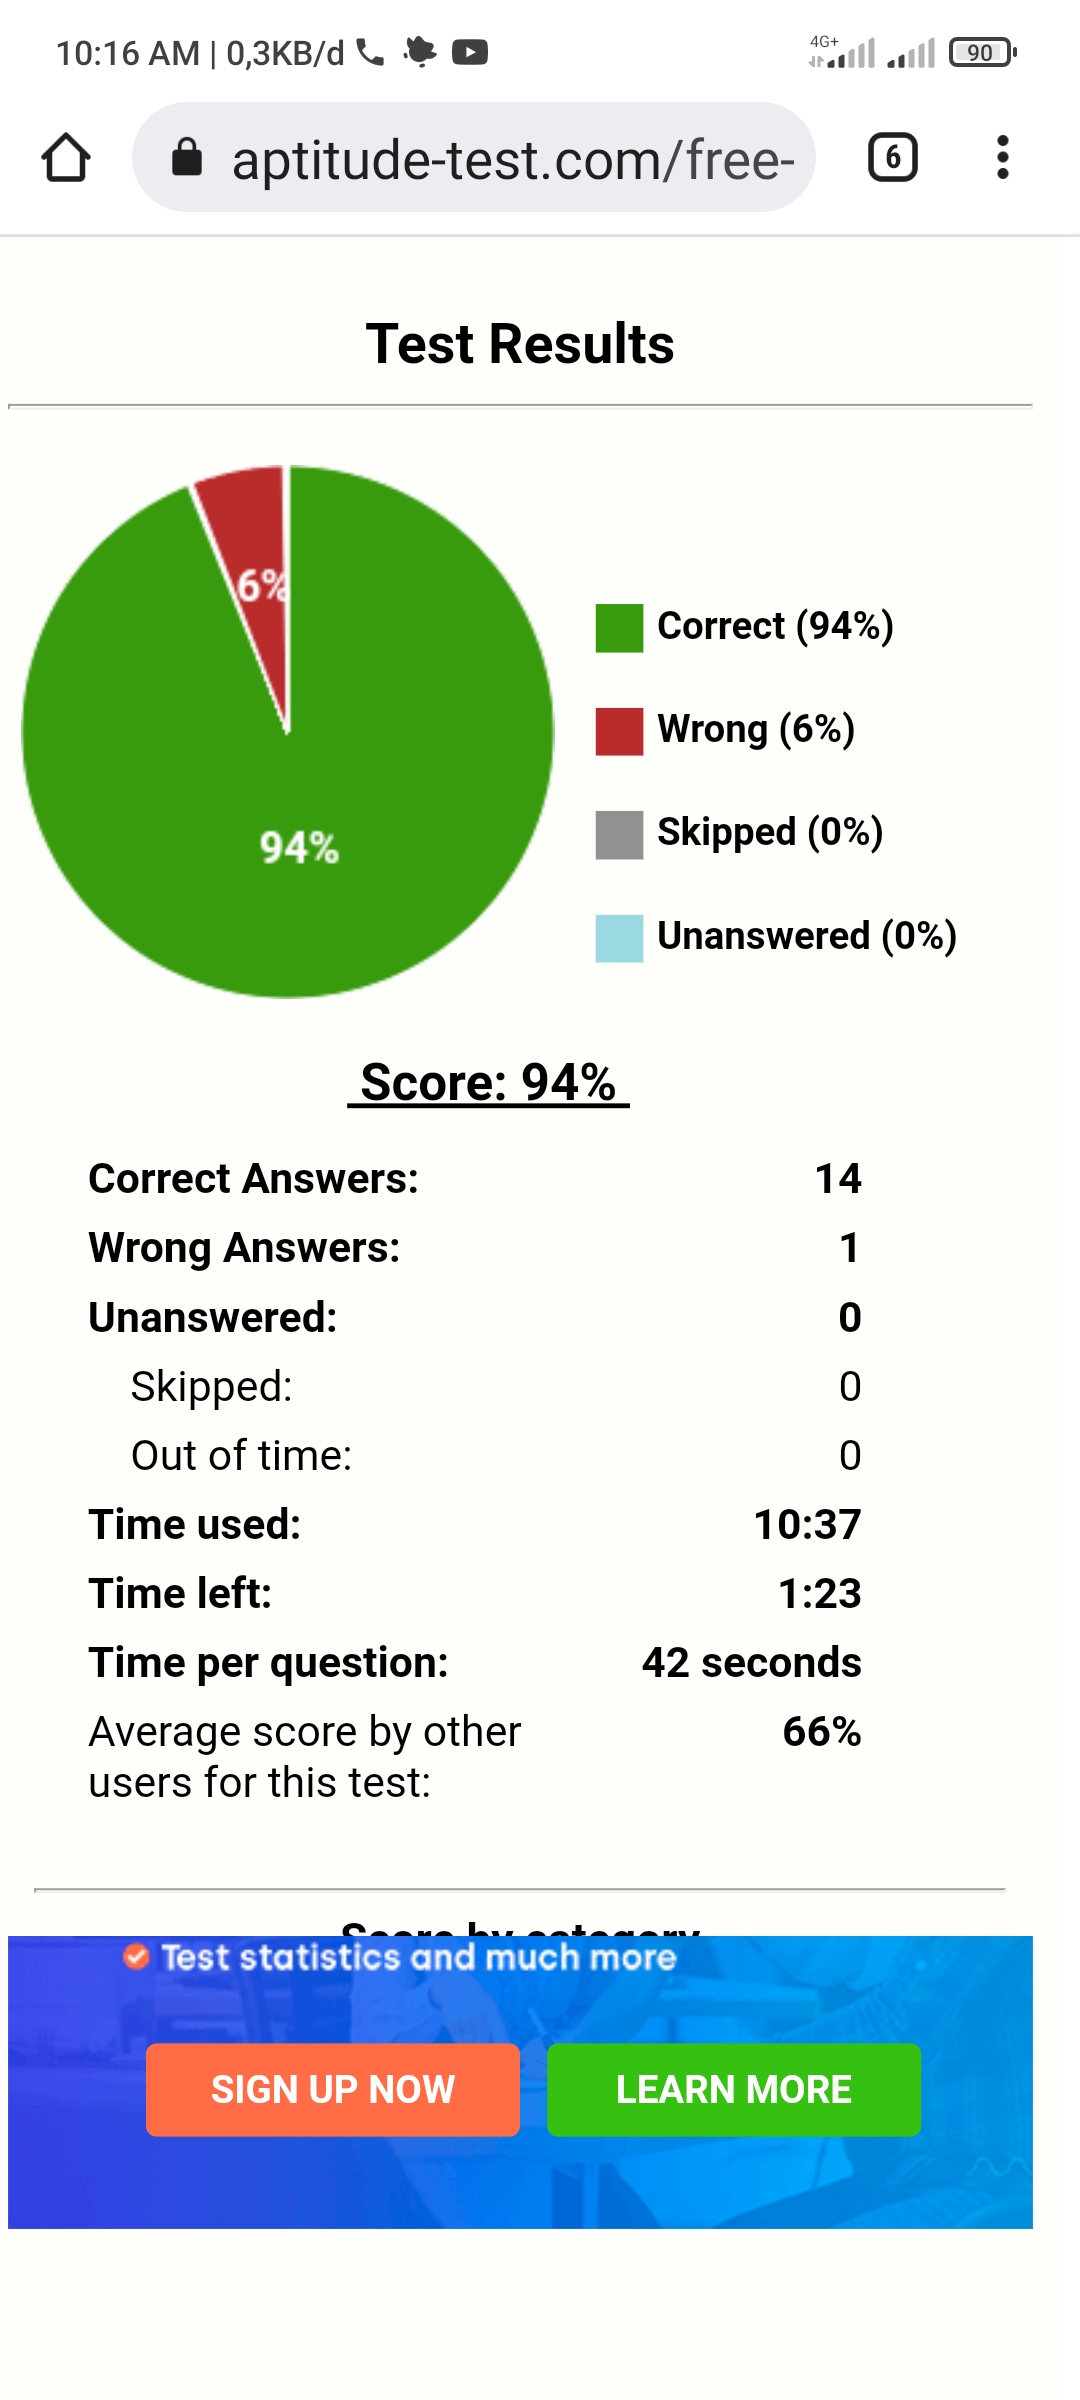 10:16 AM | 0,3KB/d
4G+
90
aptitude-test.com/free-
6
Test Results
6%
94%
Correct (94%)
Wrong (6%)
Skipped (0%)
Unanswered (0%)
Score: 94%
Correct Answers: 14
Wrong Answers: 1
Unanswered: 0
Skipped: 0
Out of time: 0
Time used: 10:37
Time left: 1:23
Time per question: 42 seconds
Average score by other 66%
users for this test:
Score by category
Test statistics and much more
SIGN UP NOW LEARN MORE